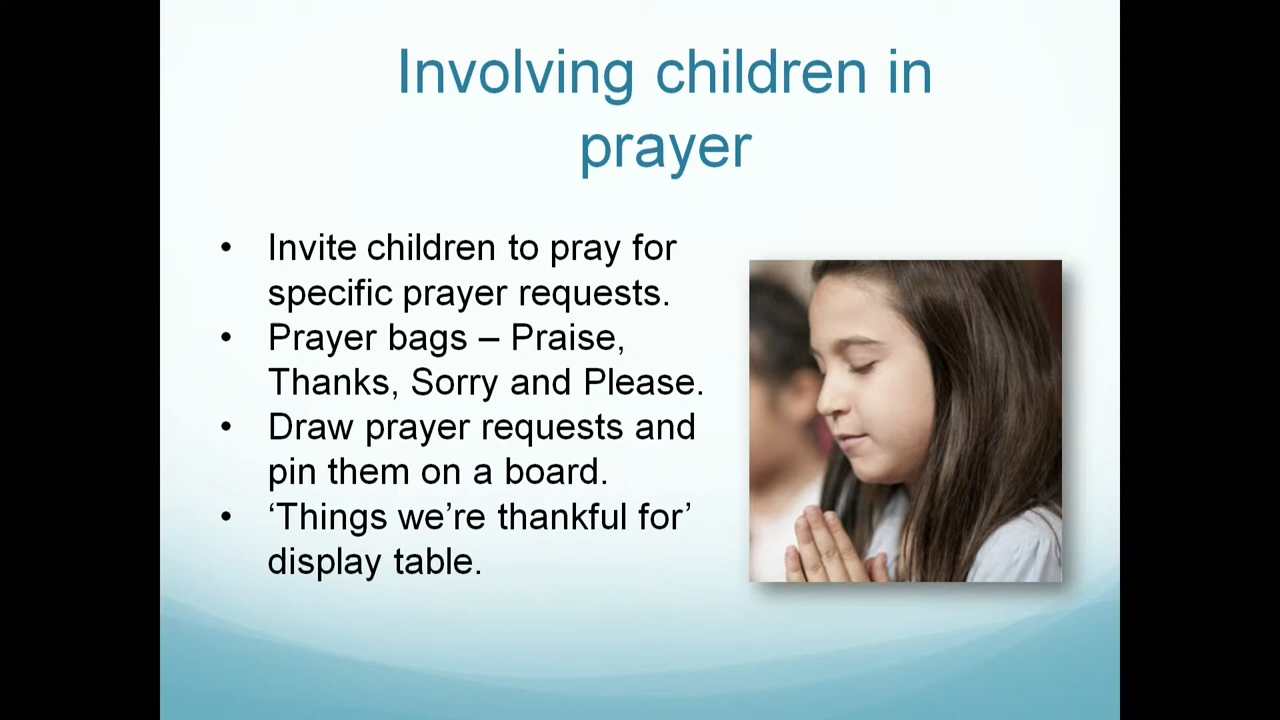 Involving children in
prayer
• Invite children to pray for
specific prayer requests.
• Prayer bags – Praise,
Thanks, Sorry and Please.
• Draw prayer requests and
pin them on a board.
• ‘Things we’re thankful for’
display table.